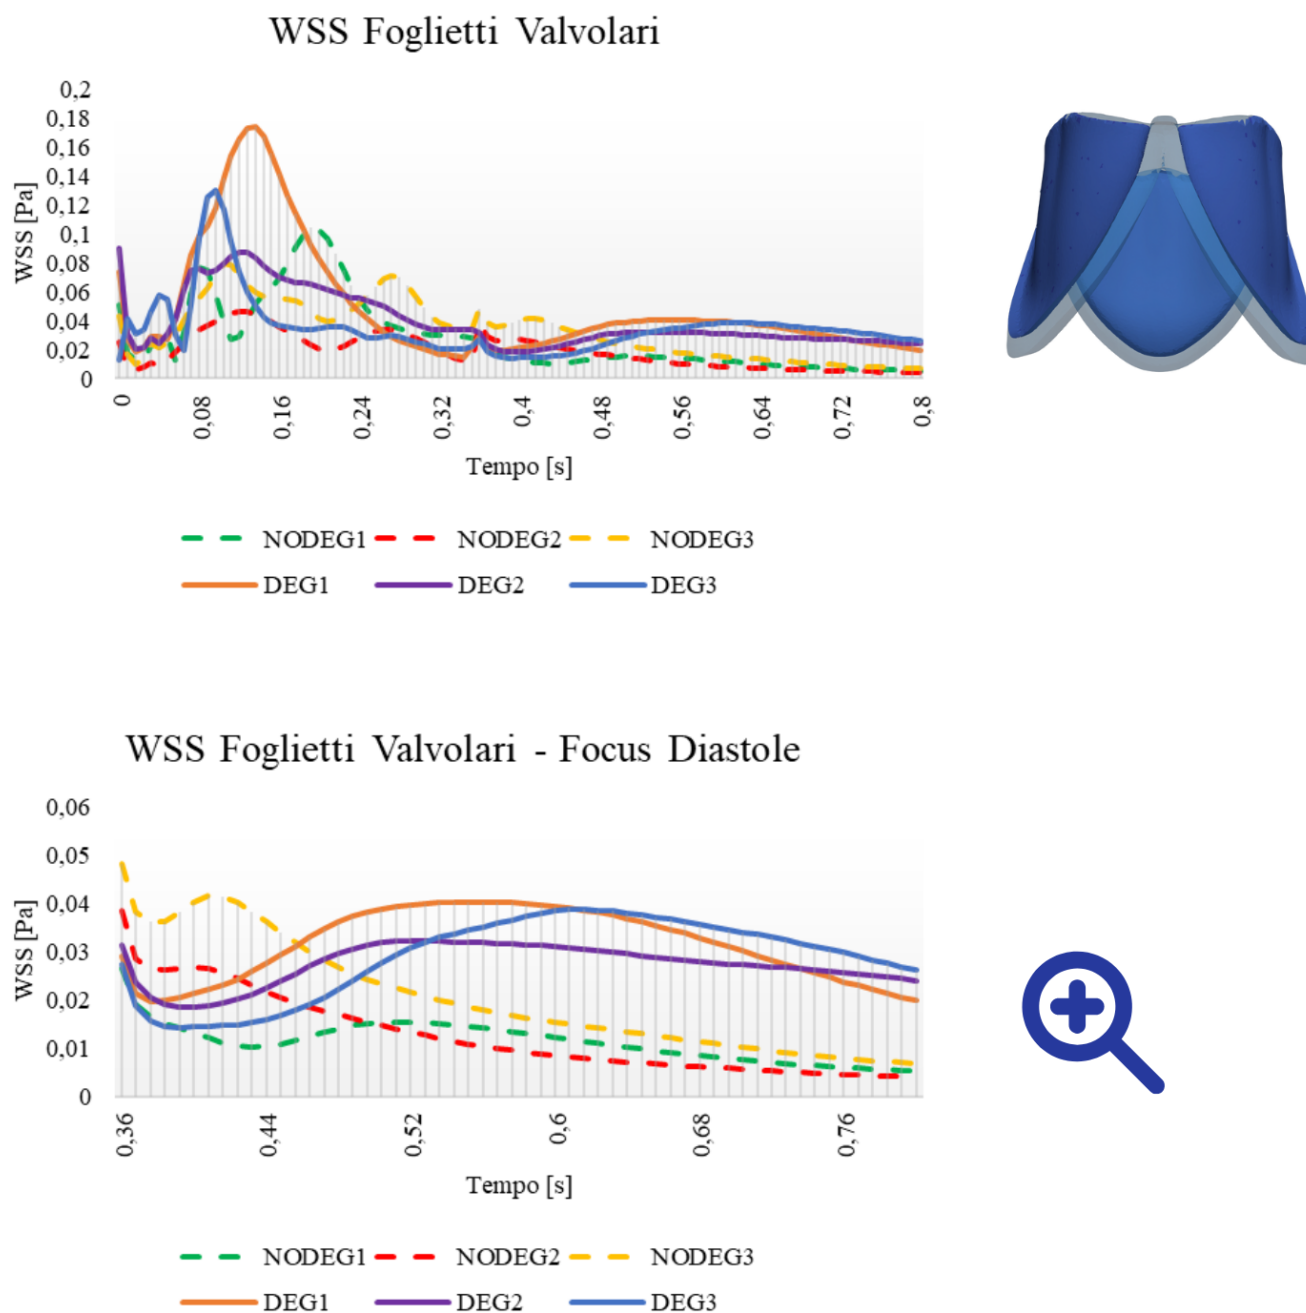 WSS Foglietti Valvolari
0,2
0,18
0,16
0,14
0,12
0,1
0,08
0,06
0,04
0,02
0
WSS [Pa]
0 0,08 0,16 0,24 0,32 0,4 0,48 0,56 0,64 0,72 0,8
Tempo [s]
NODEG1 NODEG2 NODEG3
DEG1 DEG2 DEG3
WSS Foglietti Valvolari - Focus Diastole
0,06
0,05
0,04
0,03
0,02
0,01
0
WSS [Pa]
0,36 0,44 0,52 0,6 0,68 0,76
Tempo [s]
NODEG1 NODEG2 NODEG3
DEG1 DEG2 DEG3